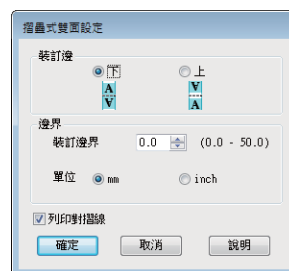 摺疊式雙面設定
裝訂邊
下 上
A A
A A
邊界
裝訂邊界 0.0 (0.0 - 50.0)
單位 mm inch
列印對摺線
確定 取消 說明